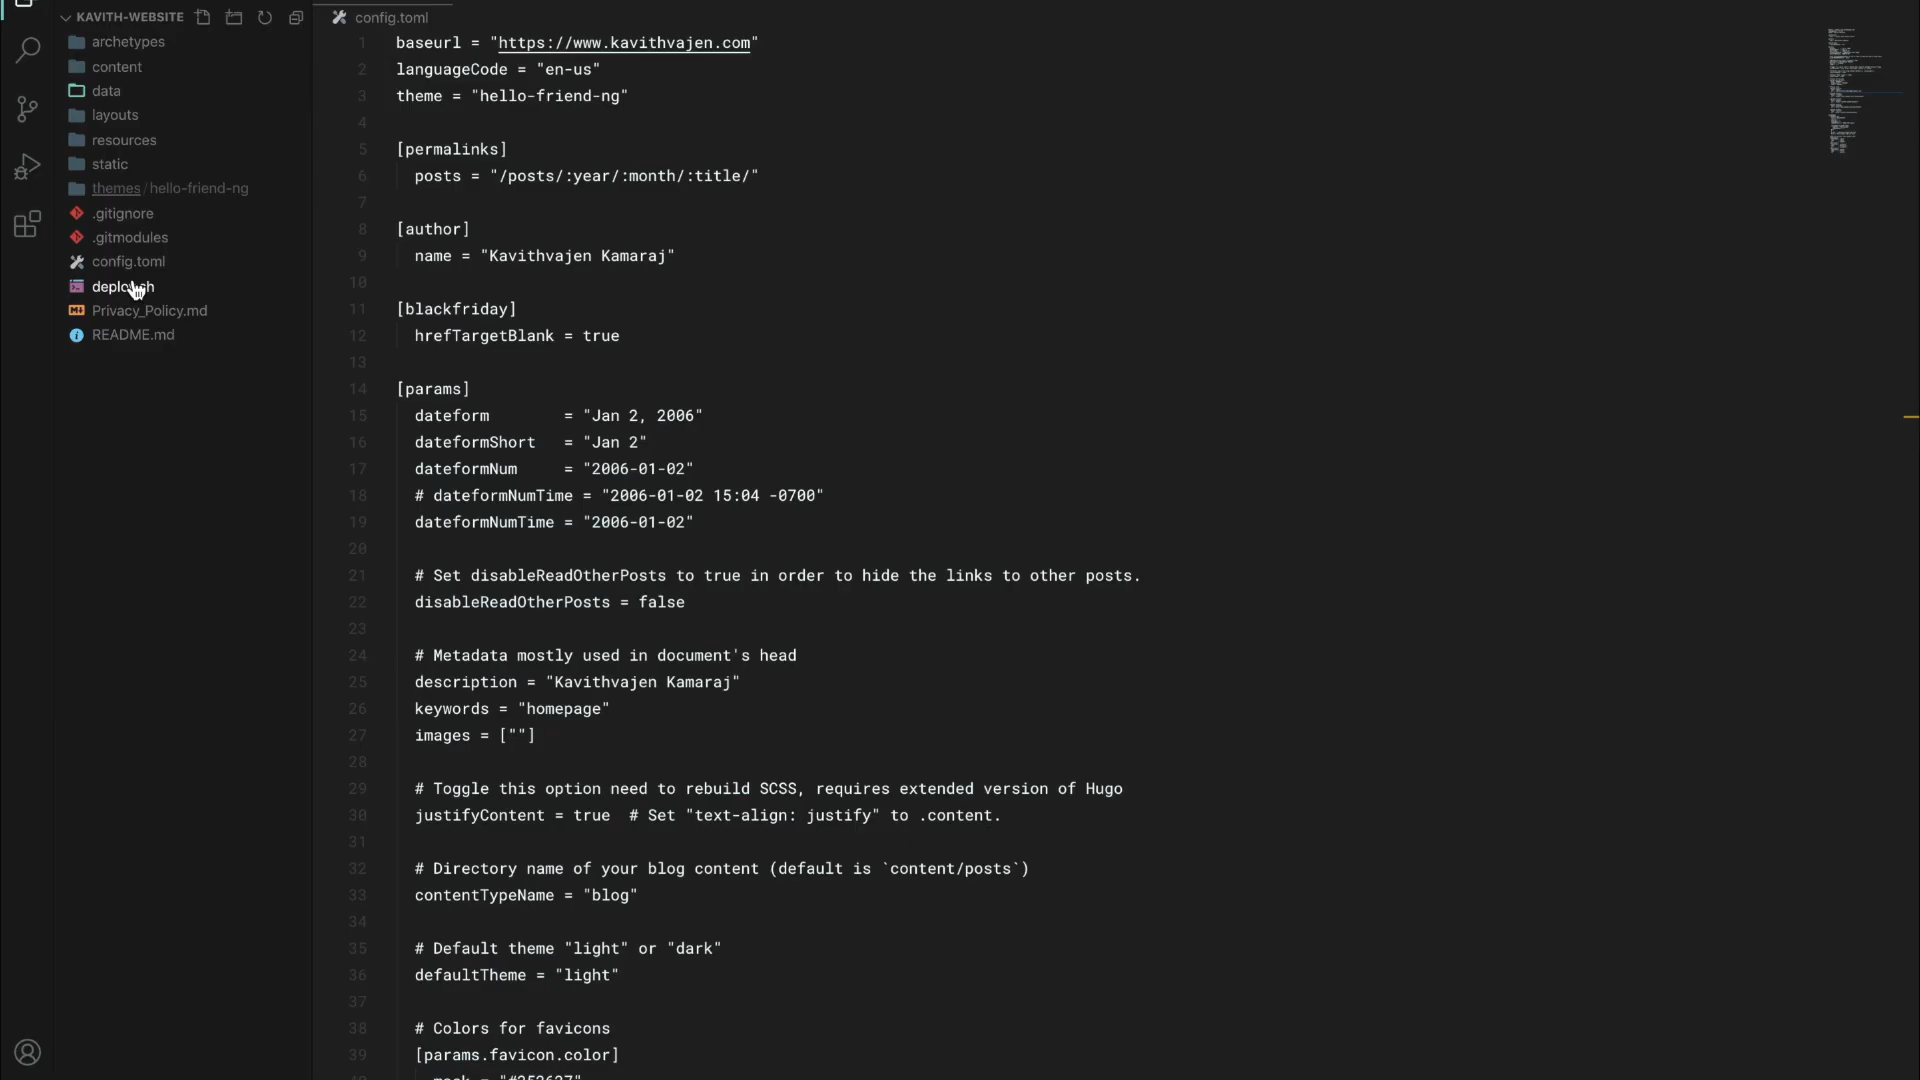 KAVITH-WEBSITE
archetypes
content
data
layouts
resources
static
themes/hello-friend-ng
.gitignore
.gitmodules
config.toml
Privacy_Policy.md
README.md
config.toml
1 baseurl = "https://www.kavithvajen.com"
2 languageCode = "en-us"
3 theme = "hello-friend-ng"
4
5 [permalinks]
6 posts = "/posts/:year/:month/:title/"
7
8 [author]
9 name = "Kavithvajen Kamaraj"
10
11 [blackfriday]
12 hrefTargetBlank = true
13
14 [params]
15 dateform = "Jan 2, 2006"
16 dateformShort = "Jan 2"
17 dateformNum = "2006-01-02"
18 # dateformNumTime = "2006-01-02 15:04 -0700"
19 dateformNumTime = "2006-01-02"
20
21 # Set disableReadOtherPosts to true in order to hide the links to other posts.
22 disableReadOtherPosts = false
23
24 # Metadata mostly used in document's head
25 description = "Kavithvajen Kamaraj"
26 keywords = "homepage"
27 images = [""]
28
29 # Toggle this option need to rebuild SCSS, requires extended version of Hugo
30 justifyContent = true # Set "text-align: justify" to .content.
31
32 # Directory name of your blog content (default is `content/posts`)
33 contentTypeName = "blog"
34
35 # Default theme "light" or "dark"
36 defaultTheme = "light"
37
38 # Colors for favicons
39 [params.favicon.color]